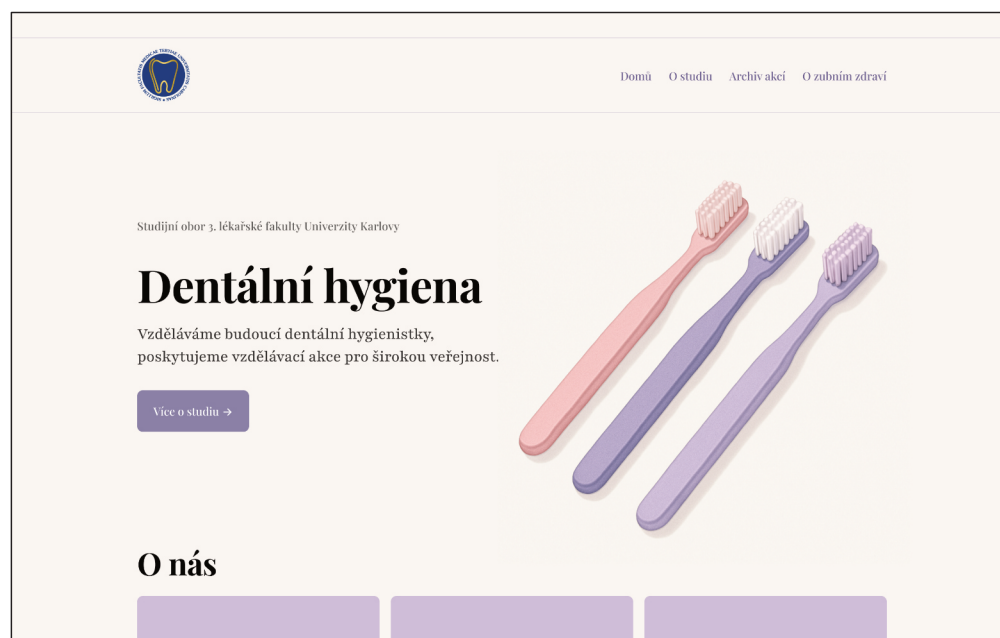 Domů O studiu Archiv akcí O zubním zdraví
Studijní obor 3. lékařské fakulty Univerzity Karlovy
Dentální hygiena
Vzděláváme budoucí dentální hygienistky,
poskytujeme vzdělávací akce pro širokou veřejnost.
Více o studiu →
O nás